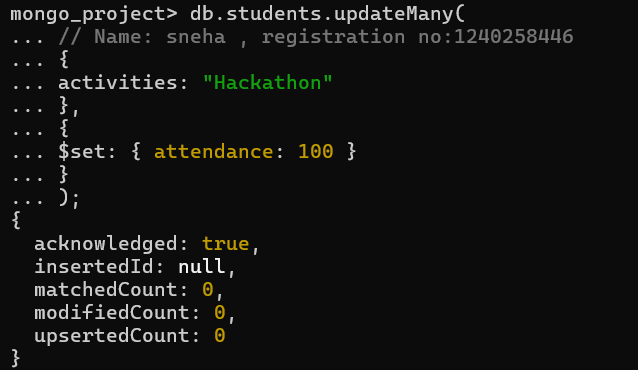 mongo_project> db.students.updateMany(
... // Name: sneha , registration no:1240258446
... {
... activities: "Hackathon"
... },
... {
... $set: { attendance: 100 }
... }
... );
{
  acknowledged: true,
  insertedId: null,
  matchedCount: 0,
  modifiedCount: 0,
  upsertedCount: 0
}